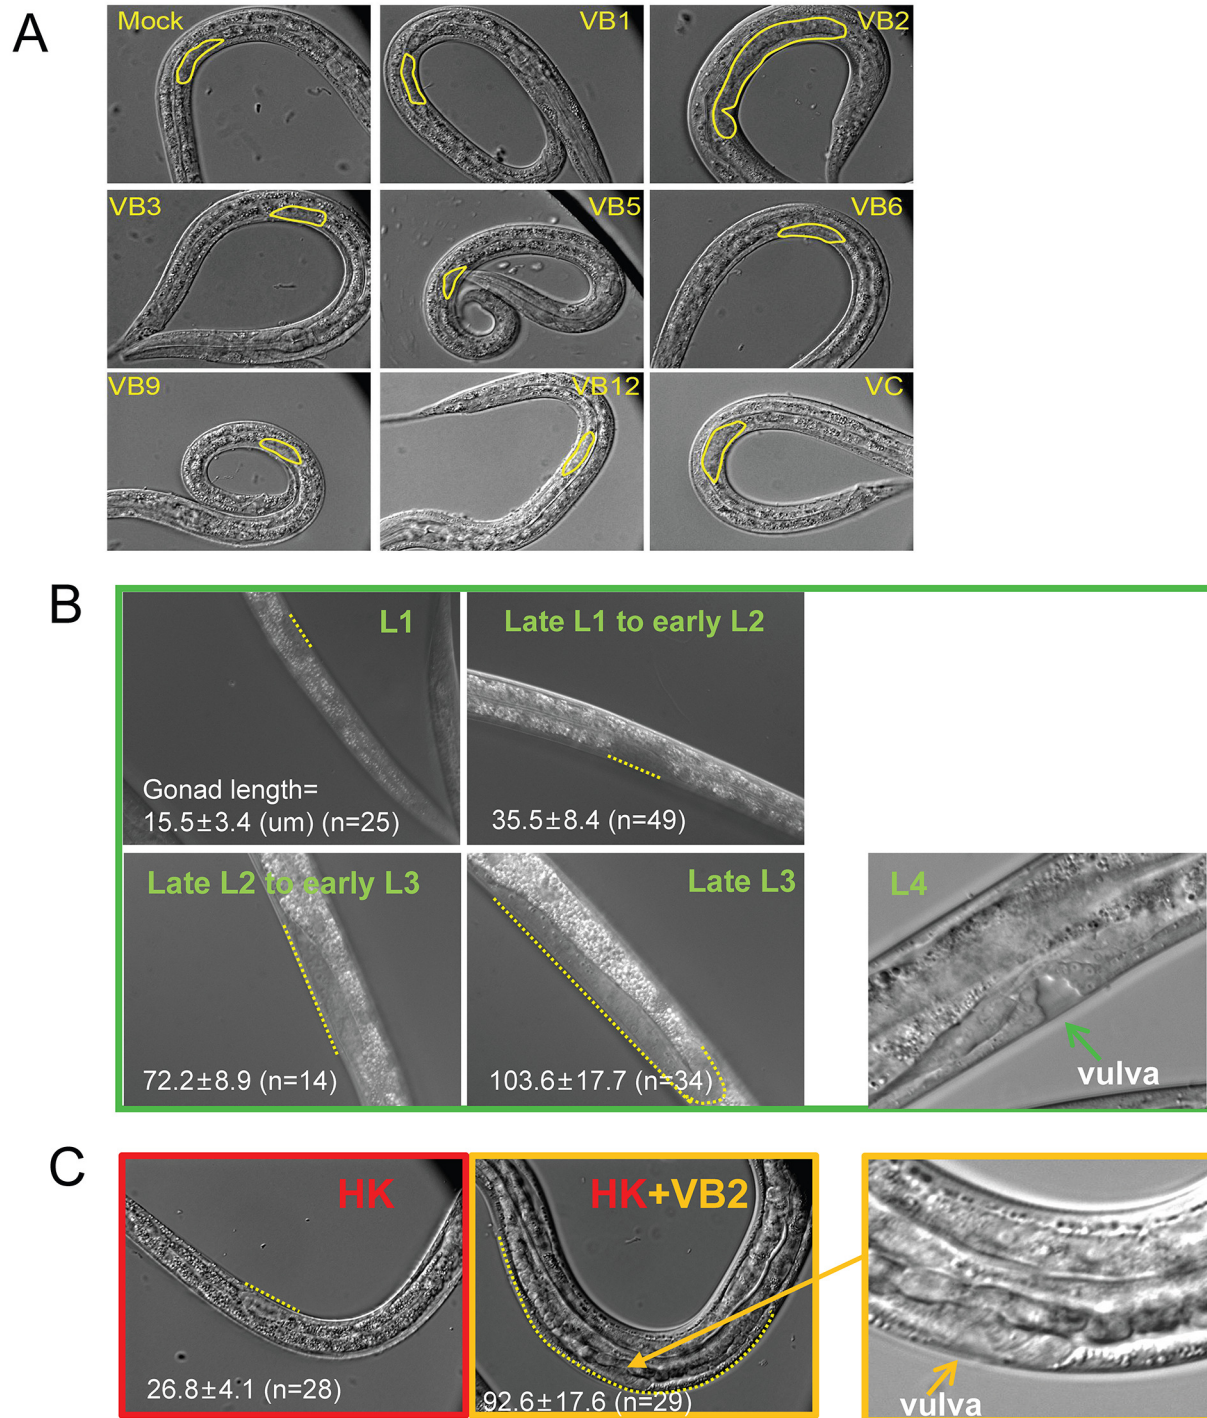 A
Mock
VB1
VB2
VB3
VB5
VB6
VB9
VB12
VC
B
L1
Gonad length=
15.5±3.4 (um) (n=25)
Late L1 to early L2
35.5±8.4 (n=49)
Late L2 to early L3
72.2±8.9 (n=14)
Late L3
103.6±17.7 (n=34)
L4
vulva
C
HK
26.8±4.1 (n=28)
HK+VB2
92.6±17.6 (n=29)
vulva